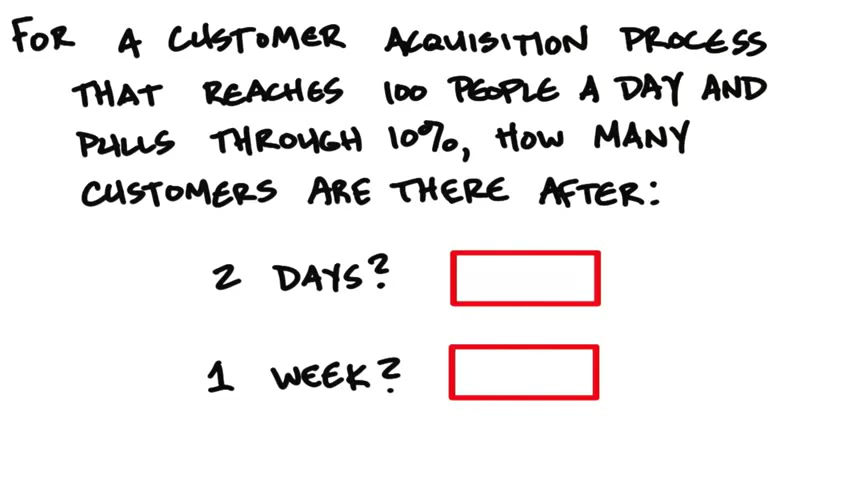 FOR A CUSTOMER ACQUISITION PROCESS
THAT REACHES 100 PEOPLE A DAY AND
PULLS THROUGH 10%, HOW MANY
CUSTOMERS ARE THERE AFTER:
2 DAYS?
1 WEEK?